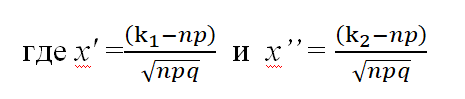 где x′ = (k₁−np)/√npq и x’’ = (k₂−np)/√npq